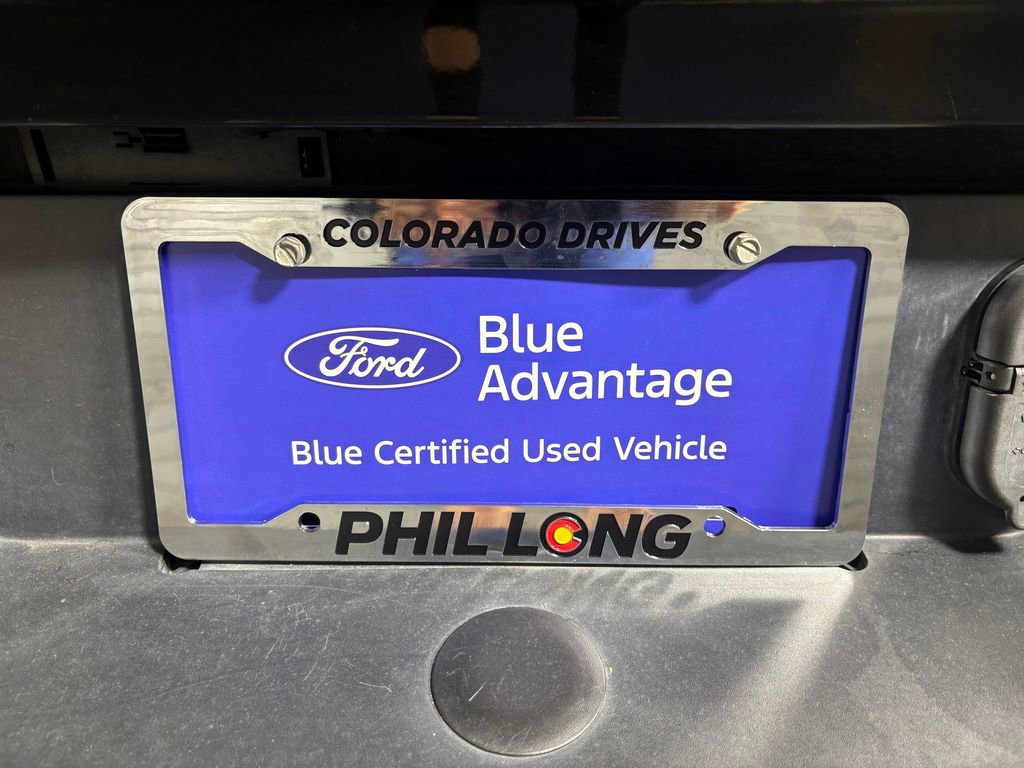 COLORADO DRIVES
Ford
Blue
Advantage
Blue Certified Used Vehicle
PHIL LONG